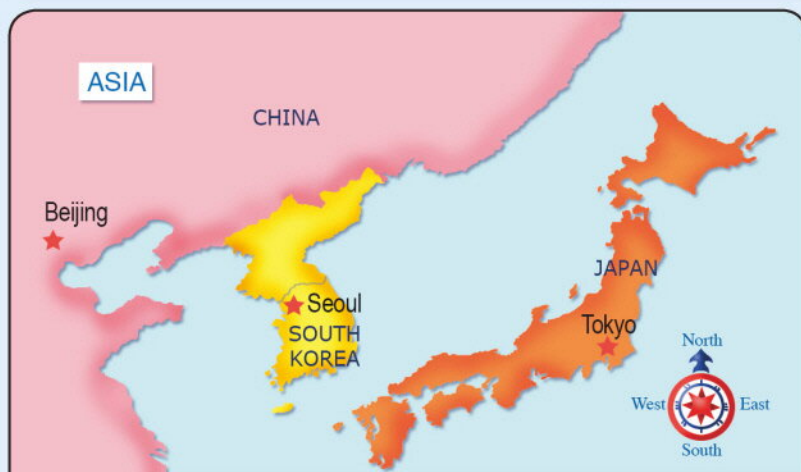 ASIA
CHINA
Beijing
JAPAN
Seoul
SOUTH
KOREA
Tokyo
North
West
East
South